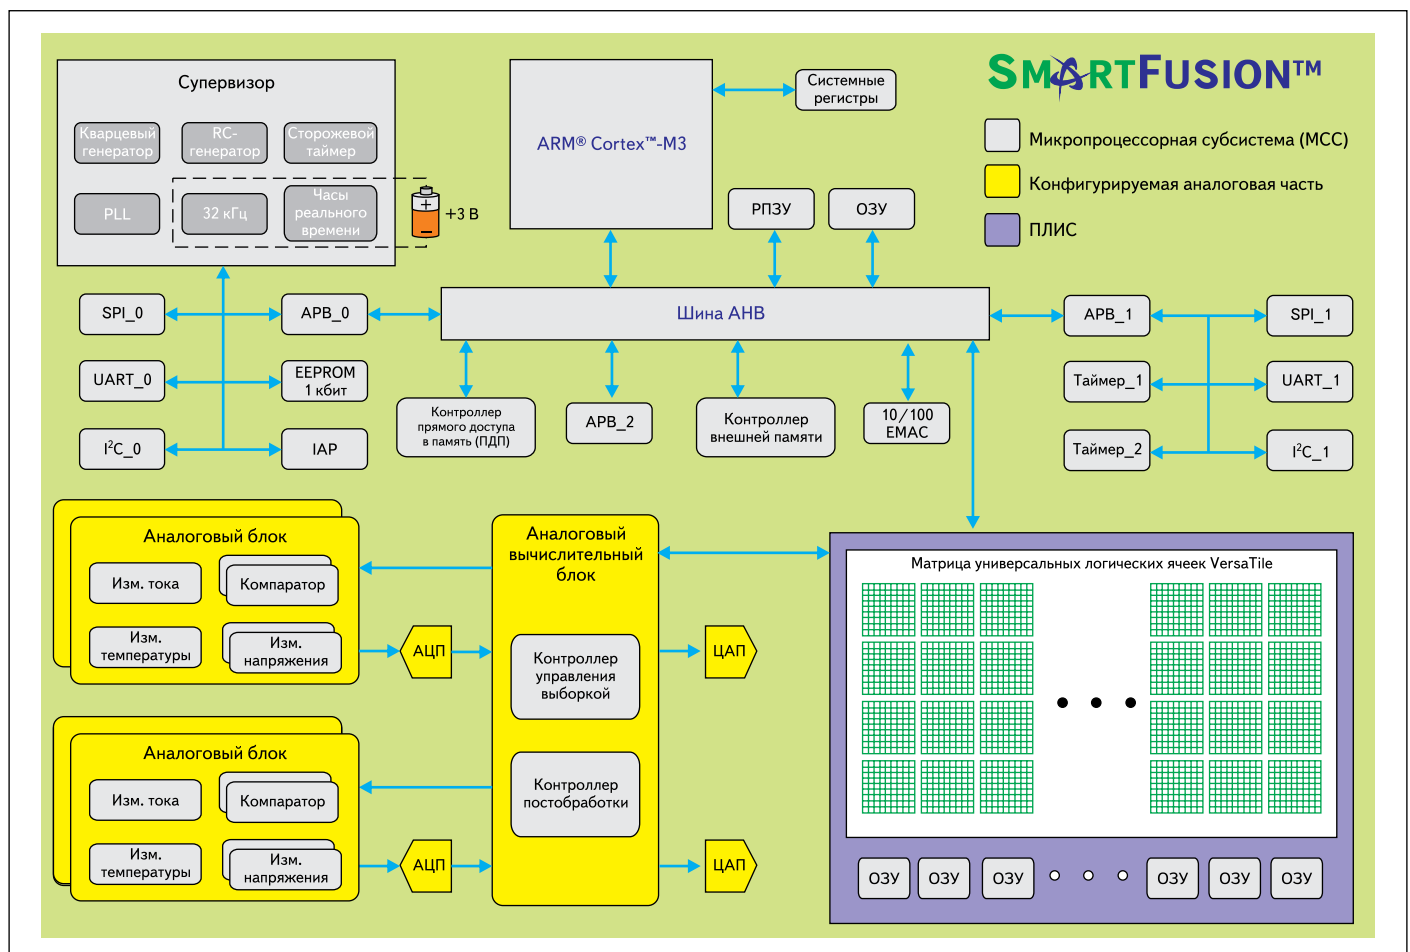 Супервизор
Кварцевый
генератор
RC-
генератор
Сторожевой
таймер
PLL
32 кГц
Часы
реального
времени
+
−
+3 В
ARM® Cortex™-M3
Системные
регистры
РПЗУ
ОЗУ
SMARTFUSION™
Микропроцессорная субсистема (МСС)
Конфигурируемая аналоговая часть
ПЛИС
SPI_0
APB_0
Шина AHB
APB_1
SPI_1
UART_0
EEPROM
1 кбит
Таймер_1
UART_1
I²C_0
IAP
Контроллер
прямого доступа
в память (ПДП)
APB_2
Контроллер
внешней памяти
10/100
EMAC
Таймер_2
I²C_1
Аналоговый блок
Изм. тока
Компаратор
Изм.
температуры
Изм.
напряжения
АЦП
Аналоговый
вычислительный
блок
Контроллер
управления
выборкой
Контроллер
постобработки
ЦАП
Аналоговый блок
Изм. тока
Компаратор
Изм.
температуры
Изм.
напряжения
АЦП
ЦАП
Матрица универсальных логических ячеек VersaTile
ОЗУ
ОЗУ
ОЗУ
ОЗУ
ОЗУ
ОЗУ